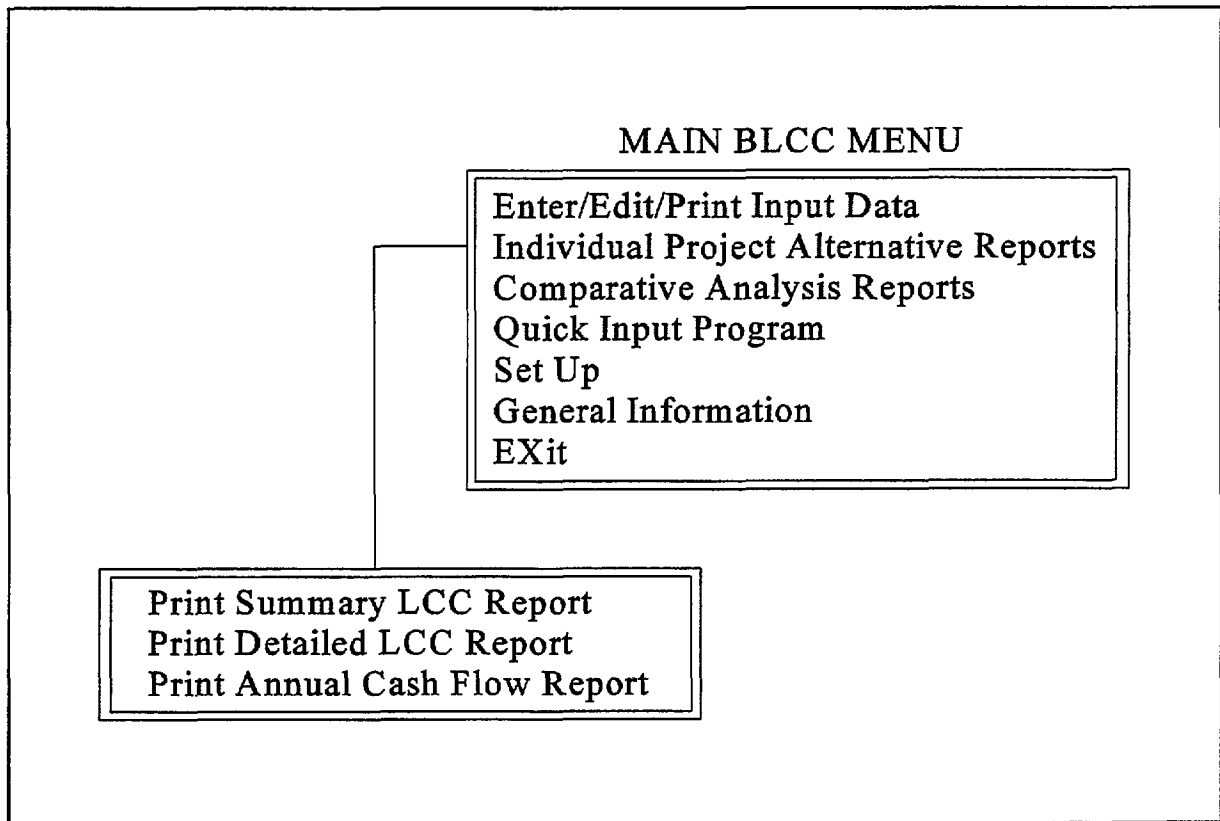 MAIN BLCC MENU
Enter/Edit/Print Input Data
Individual Project Alternative Reports
Comparative Analysis Reports
Quick Input Program
Set Up
General Information
EXit
Print Summary LCC Report
Print Detailed LCC Report
Print Annual Cash Flow Report